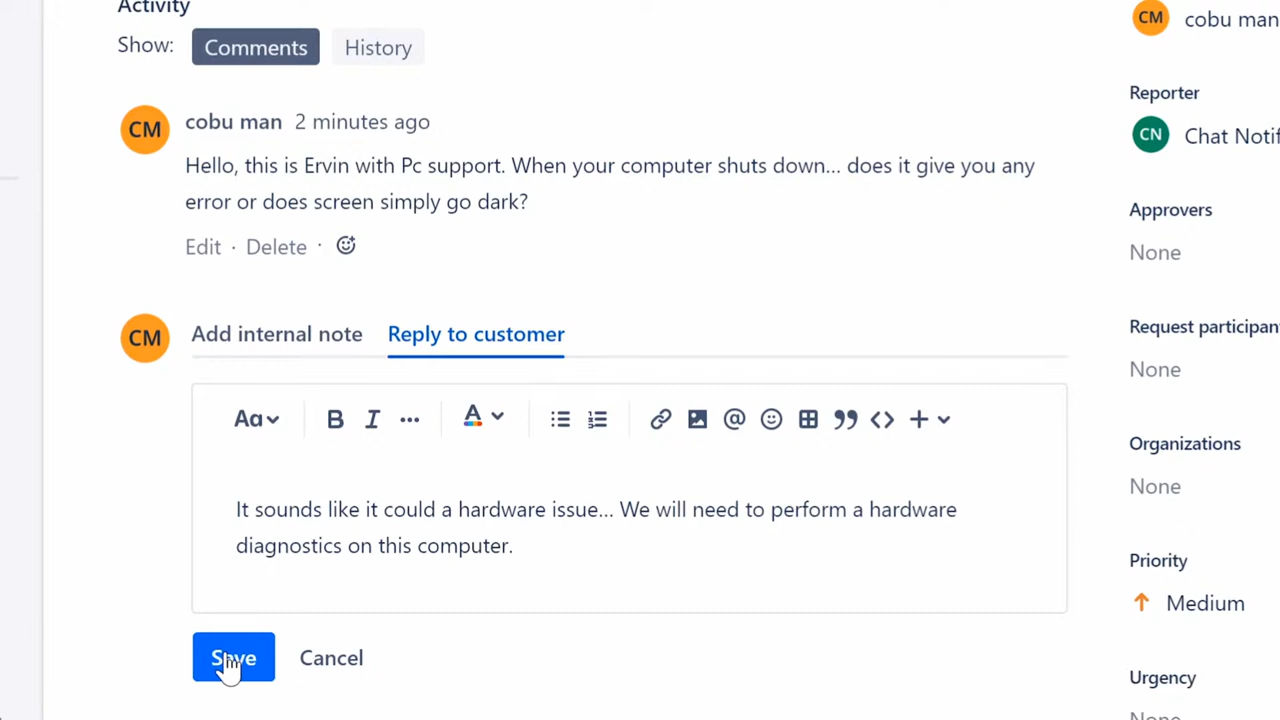 Activity
Show: Comments History
CM cobu man 2 minutes ago
Hello, this is Ervin with Pc support. When your computer shuts down... does it give you any
error or does screen simply go dark?
Edit · Delete ·
CM Add internal note Reply to customer
Aa B I ... A @ <> +
It sounds like it could a hardware issue... We will need to perform a hardware
diagnostics on this computer.
Save Cancel
CM cobu man
Reporter
CN Chat Notif
Approvers
None
Request participan
None
Organizations
None
Priority
Medium
Urgency
None